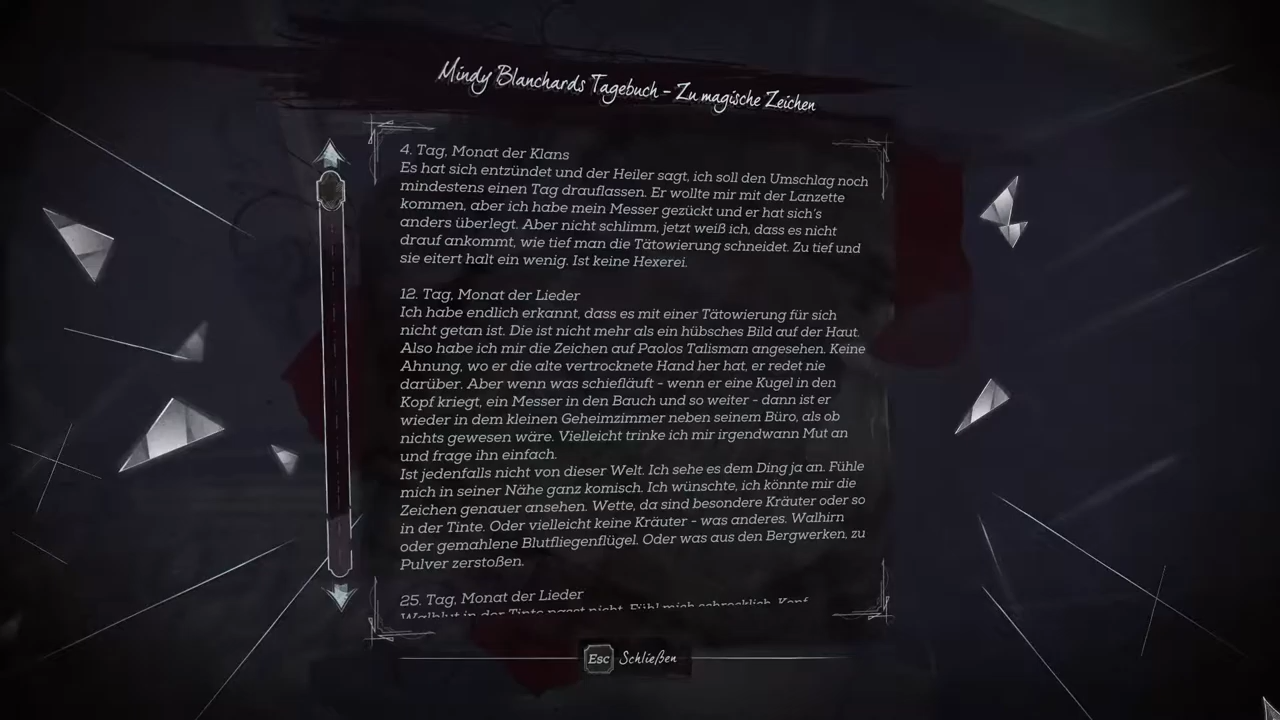 Mindy Blanchards Tagebuch - Zu magische Zeichen
4. Tag, Monat der Klans
Es hat sich entzündet und der Heiler sagt, ich soll den Umschlag noch
mindestens einen Tag drauflassen. Er wollte mir mit der Lanzette
kommen, aber ich habe mein Messer gezückt und er hat sich's
anders überlegt. Aber nicht schlimm, jetzt weiß ich, dass es nicht
drauf ankommt, wie tief man die Tätowierung schneidet. Zu tief und
sie eitert halt ein wenig. Ist keine Hexerei.
12. Tag, Monat der Lieder
Ich habe endlich erkannt, dass es mit einer Tätowierung für sich
nicht getan ist. Die ist nicht mehr als ein hübsches Bild auf der Haut.
Also habe ich mir die Zeichen auf Paolos Talisman angesehen. Keine
Ahnung, wo er die alte vertrocknete Hand her hat, er redet nie
darüber. Aber wenn was schiefläuft - wenn er eine Kugel in den
Kopf kriegt, ein Messer in den Bauch und so weiter - dann ist er
wieder in dem kleinen Geheimzimmer neben seinem Büro, als ob
nichts gewesen wäre. Vielleicht trinke ich mir irgendwann Mut an
und frage ihn einfach.
Ist jedenfalls nicht von dieser Welt. Ich sehe es dem Ding ja an. Fühle
mich in seiner Nähe ganz komisch. Ich wünschte, ich könnte mir die
Zeichen genauer ansehen. Wette, da sind besondere Kräuter oder so
in der Tinte. Oder vielleicht keine Kräuter - was anderes. Walhirn
oder gemahlene Blutfliegenflügel. Oder was aus den Bergwerken, zu
Pulver zerstoßen.
25. Tag, Monat der Lieder
Walblut in der Tinte passt nicht. Fühl mich schrecklich. Kopf
Esc Schließen